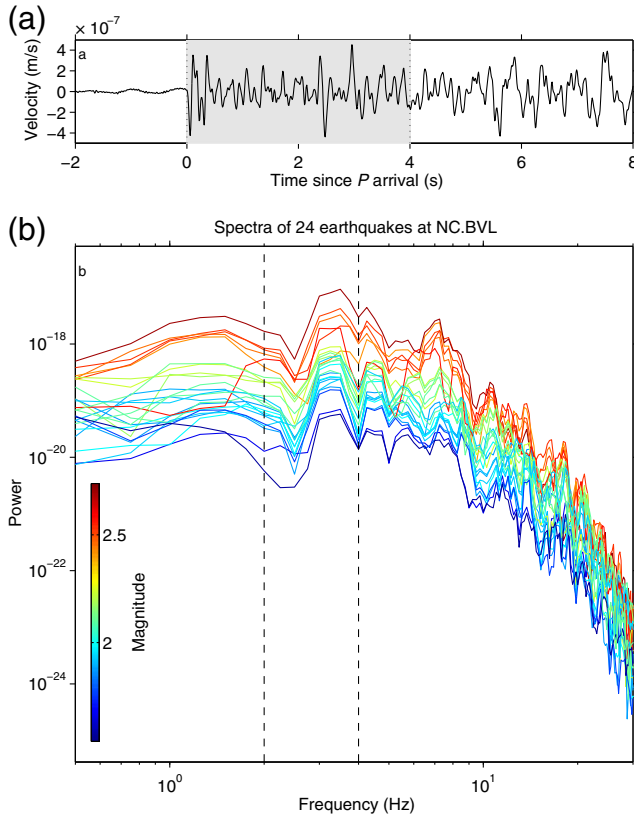 (a)
× 10⁻⁷
a
Velocity (m/s)
4
2
0
−2
−4
−2
0
2
4
6
8
Time since P arrival (s)
(b)
Spectra of 24 earthquakes at NC.BVL
b
Power
10⁻¹⁸
10⁻²⁰
10⁻²²
10⁻²⁴
2.5
2
Magnitude
10⁰
10¹
Frequency (Hz)